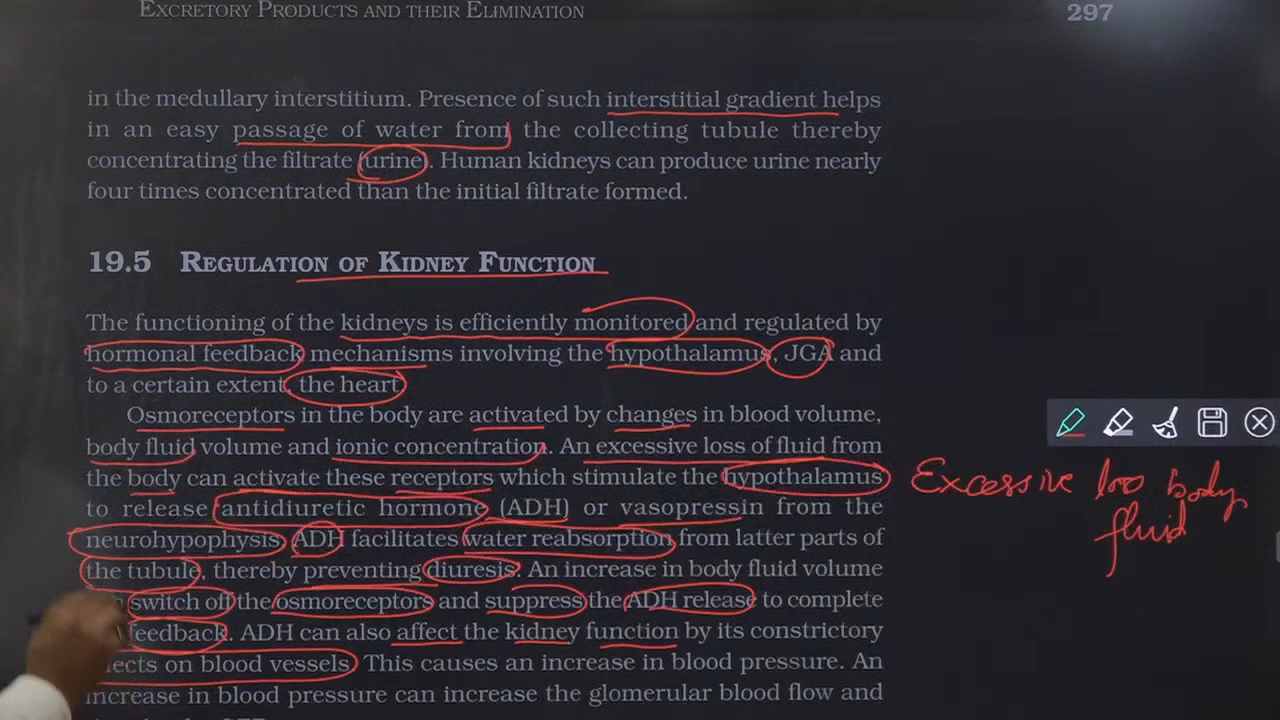 EXCRETORY PRODUCTS AND THEIR ELIMINATION 297
in the medullary interstitium. Presence of such interstitial gradient helps
in an easy passage of water from the collecting tubule thereby
concentrating the filtrate (urine). Human kidneys can produce urine nearly
four times concentrated than the initial filtrate formed.
19.5 REGULATION OF KIDNEY FUNCTION
The functioning of the kidneys is efficiently monitored and regulated by
hormonal feedback mechanisms involving the hypothalamus, JGA and
to a certain extent, the heart.
Osmoreceptors in the body are activated by changes in blood volume,
body fluid volume and ionic concentration. An excessive loss of fluid from
the body can activate these receptors which stimulate the hypothalamus
to release antidiuretic hormone (ADH) or vasopressin from the
neurohypophysis. ADH facilitates water reabsorption from latter parts of
the tubule, thereby preventing diuresis. An increase in body fluid volume
switch off the osmoreceptors and suppress the ADH release to complete
feedback. ADH can also affect the kidney function by its constrictory
effects on blood vessels. This causes an increase in blood pressure. An
increase in blood pressure can increase the glomerular blood flow and
Excessive loss body
fluid